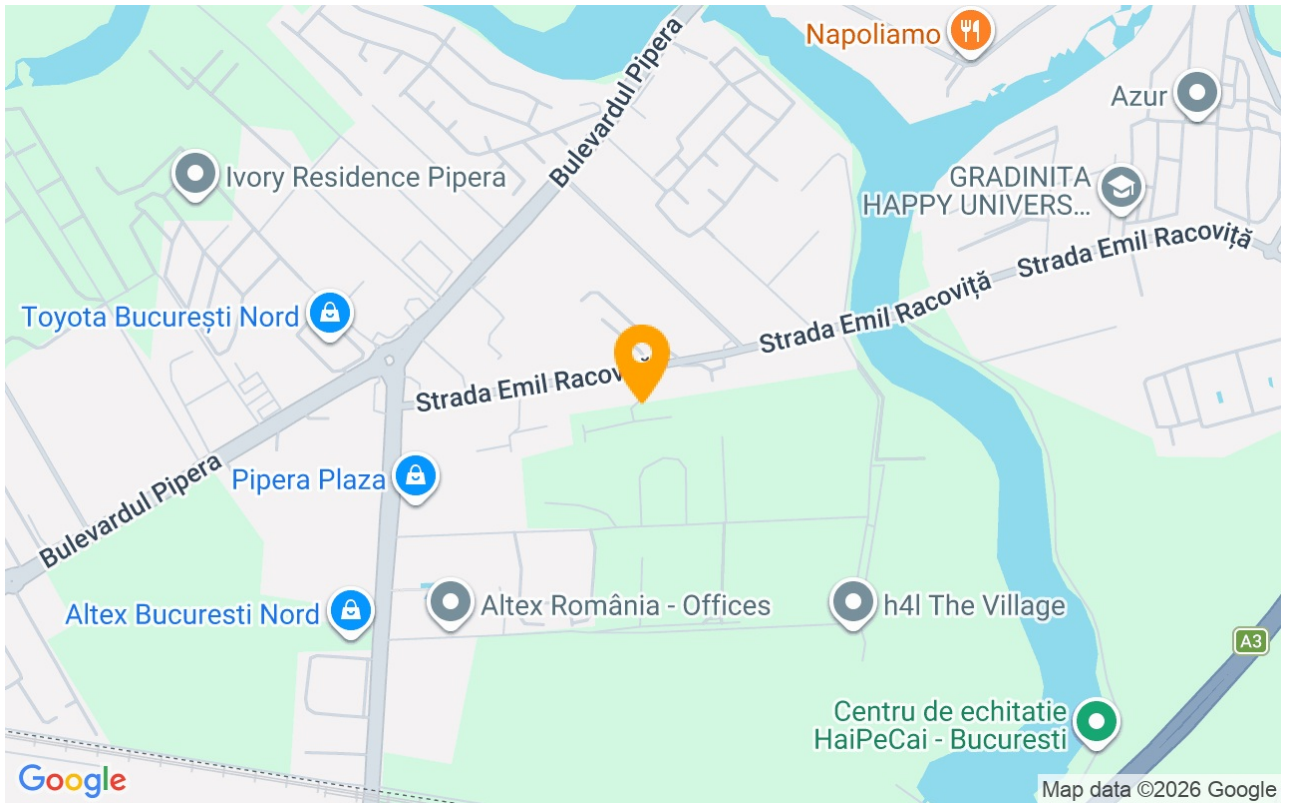 Napoliamo
Bulevardul Pipera
Azur
Ivory Residence Pipera
GRADINITA
HAPPY UNIVERS...
Strada Emil Racoviță
Strada Emil Racoviță
Toyota București Nord
Strada Emil Racov
Pipera Plaza
Bulevardul Pipera
Altex Bucuresti Nord
Altex România - Offices
h4l The Village
A3
Centru de echitatie
HaiPeCai - Bucuresti
Google
Map data ©2026 Google